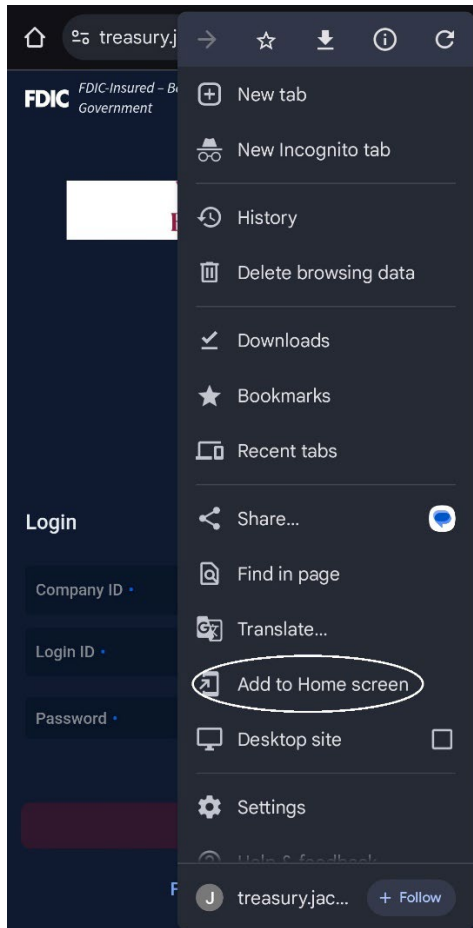 treasury.j
FDIC FDIC-Insured – B
Government
New tab
New Incognito tab
History
Delete browsing data
Downloads
Bookmarks
Recent tabs
Login
Share...
Find in page
Company ID •
Translate...
Login ID •
Add to Home screen
Password •
Desktop site
Settings
Help & feedback
F
J treasury.jac... + Follow